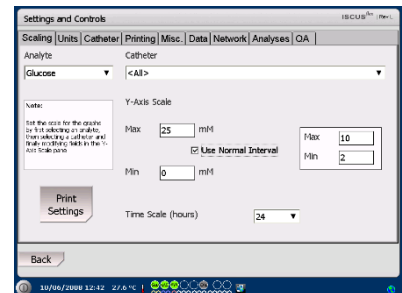 Settings and Controls
ISCUS
Scaling Units Catheter Printing Misc. Data Network Analyses QA
Analyte
Catheter
Glucose
<All>
Note:
Set the scale for the graphs
by first selecting an analyte,
then selecting a catheter and
finally modifying fields in the Y-
Axis Scale pane
Y-Axis Scale
Max 25 mM
Use Normal Interval
Min 0 mM
Max 10
Min 2
Print
Settings
Time Scale (hours) 24
Back
10/06/2008 12:42 27.6 °C